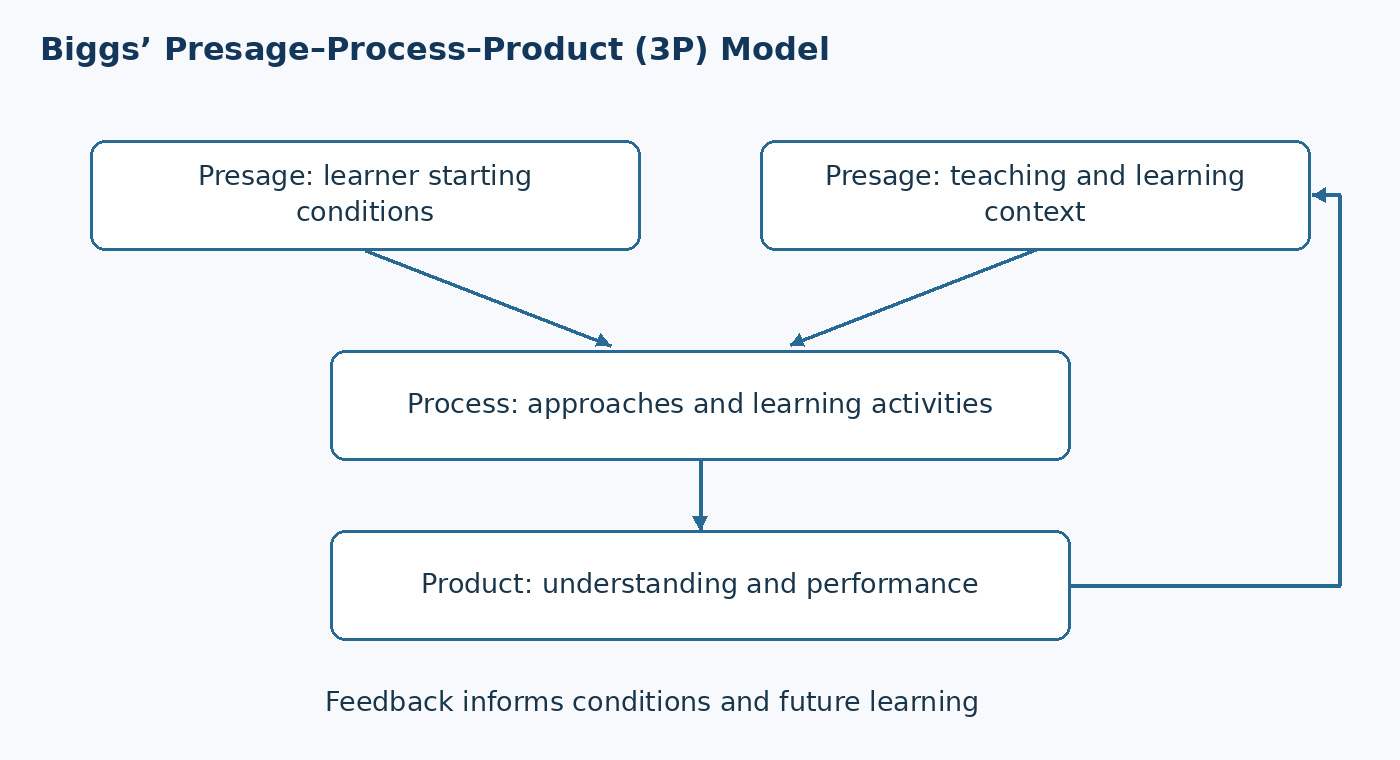 Biggs’ Presage–Process–Product (3P) Model
Presage: learner starting
conditions
Presage: teaching and learning
context
Process: approaches and learning activities
Product: understanding and performance
Feedback informs conditions and future learning